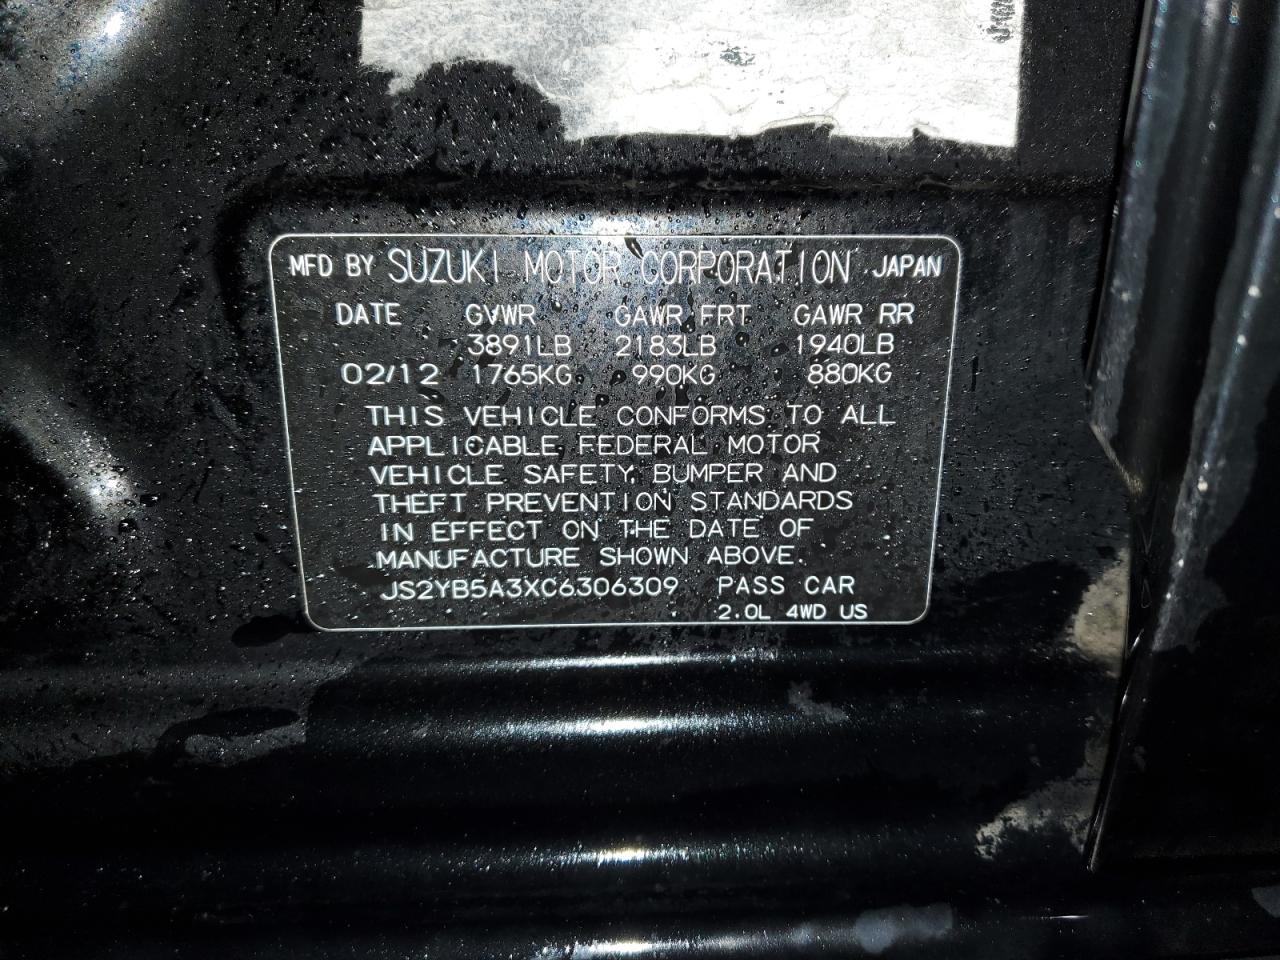 MFD BY SUZUKI MOTOR CORPORATION JAPAN
DATE GVWR GAWR FRT GAWR RR
3891LB 2183LB 1940LB
02/12 1765KG 990KG 880KG
THIS VEHICLE CONFORMS TO ALL
APPLICABLE FEDERAL MOTOR
VEHICLE SAFETY, BUMPER AND
THEFT PREVENTION STANDARDS
IN EFFECT ON THE DATE OF
MANUFACTURE SHOWN ABOVE.
JS2YB5A3XC6306309 PASS CAR
2.0L 4WD US